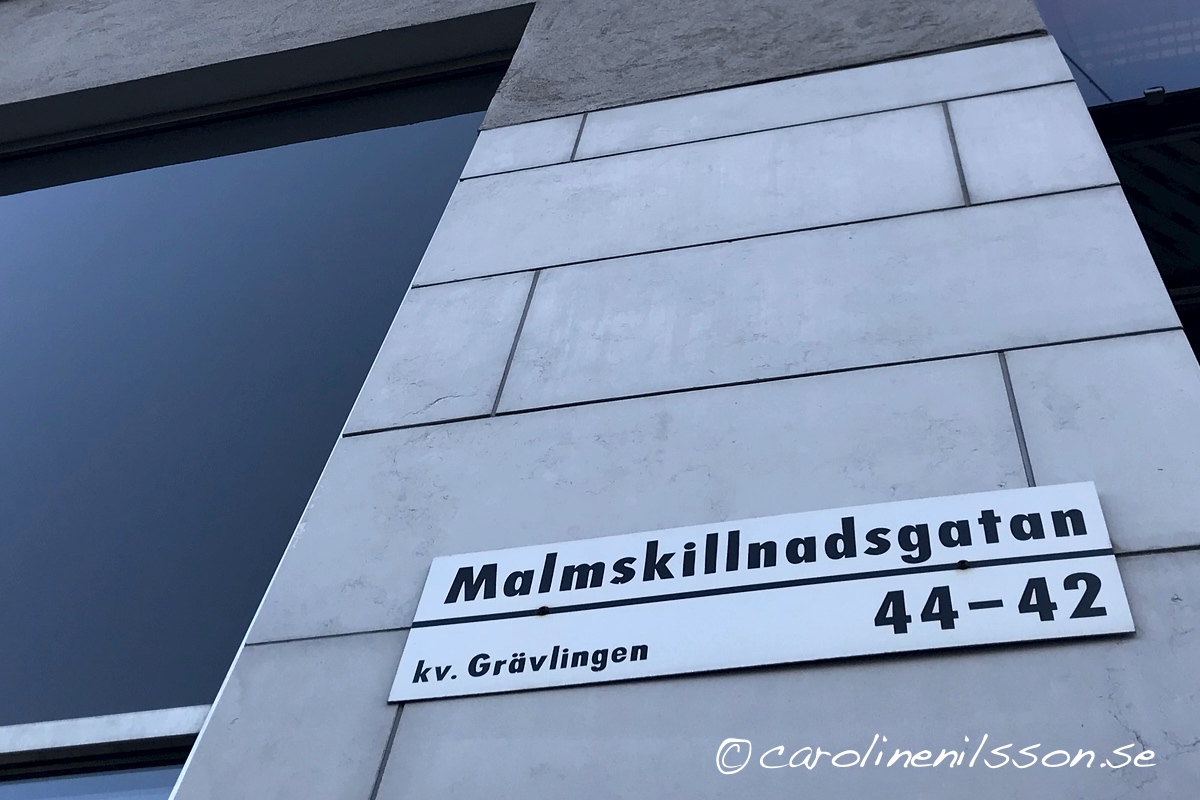 Malmskillnadsgatan
44-42
kv. Grävlingen
© carolinenilsson.se